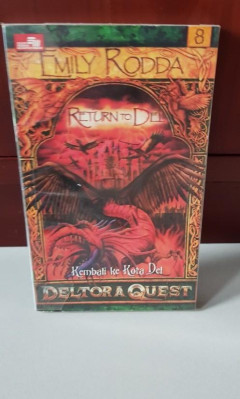 8
EMILY RODDA
RETURN TO DEL
Kembali ke Kota Del
DELTORA QUEST